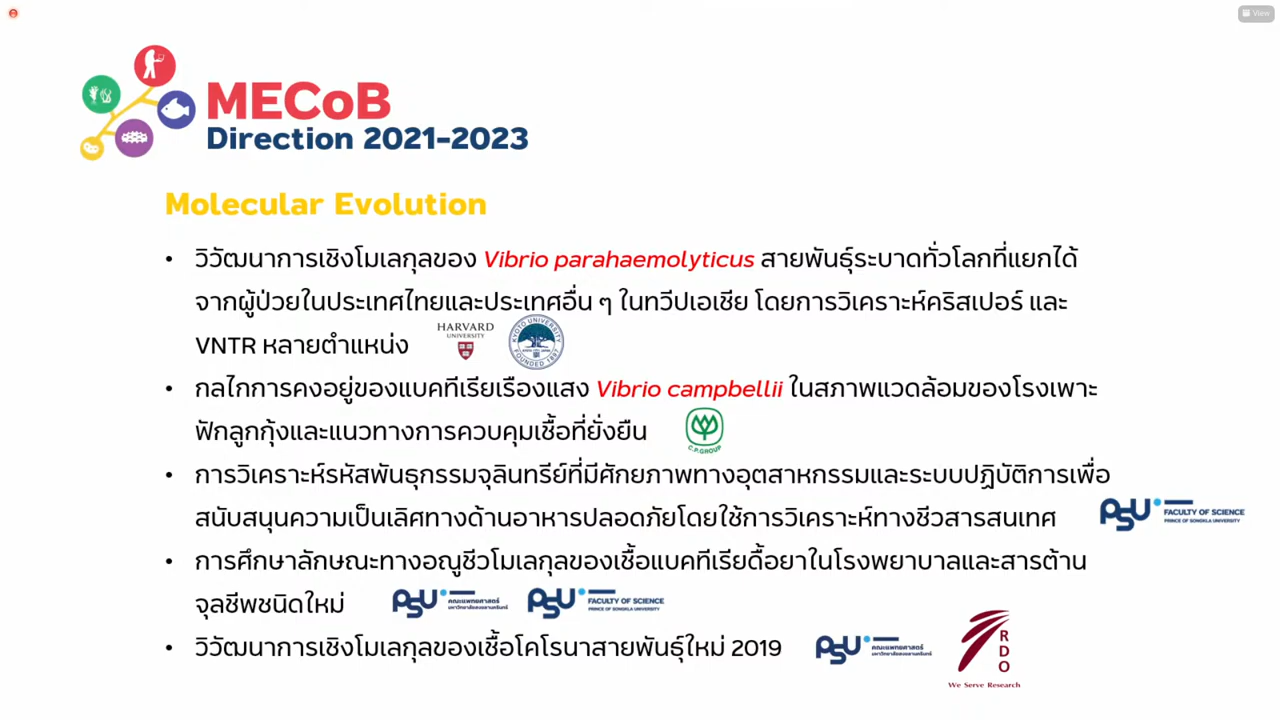 View
MECoB
Direction 2021-2023
Molecular Evolution
• วิวัฒนาการเชิงโมเลกุลของ Vibrio parahaemolyticus สายพันธุ์ระบาดทั่วโลกที่แยกได้
จากผู้ป่วยในประเทศไทยและประเทศอื่น ๆ ในทวีปเอเชีย โดยการวิเคราะห์คริสเปอร์ และ
VNTR หลายตำแหน่ง
HARVARD
UNIVERSITY
KYOTO UNIVERSITY
• กลไกการคงอยู่ของแบคทีเรียเรืองแสง Vibrio campbellii ในสภาพแวดล้อมของโรงเพาะ
ฟักลูกกุ้งและแนวทางการควบคุมเชื้อที่ยั่งยืน
C.P.GROUP
• การวิเคราะห์รหัสพันธุกรรมจุลินทรีย์ที่มีศักยภาพทางอุตสาหกรรมและระบบปฏิบัติการเพื่อ
สนับสนุนความเป็นเลิศทางด้านอาหารปลอดภัยโดยใช้การวิเคราะห์ทางชีวสารสนเทศ
PSU FACULTY OF SCIENCE
PRINCE OF SONGKLA UNIVERSITY
• การศึกษาลักษณะทางอณูชีวโมเลกุลของเชื้อแบคทีเรียดื้อยาในโรงพยาบาลและสารต้าน
จุลชีพชนิดใหม่
PSU คณะแพทยศาสตร์
มหาวิทยาลัยสงขลานครินทร์
PSU FACULTY OF SCIENCE
PRINCE OF SONGKLA UNIVERSITY
• วิวัฒนาการเชิงโมเลกุลของเชื้อโคโรนาสายพันธุ์ใหม่ 2019
PSU คณะแพทยศาสตร์
มหาวิทยาลัยสงขลานครินทร์
RDO
We Serve Research